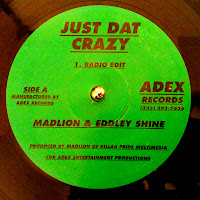 JUST DAT
CRAZY
1. RADIO EDIT
SIDE A
MANUFACTURED BY
ADEX RECORDS
ADEX
RECORDS
MADLION & EDDLEY SHINE
PRODUCED BY MADLION OF KILLAH PRIDE MULTIMEDIA
FOR ADEX ENTERTAINMENT PRODUCTIONS